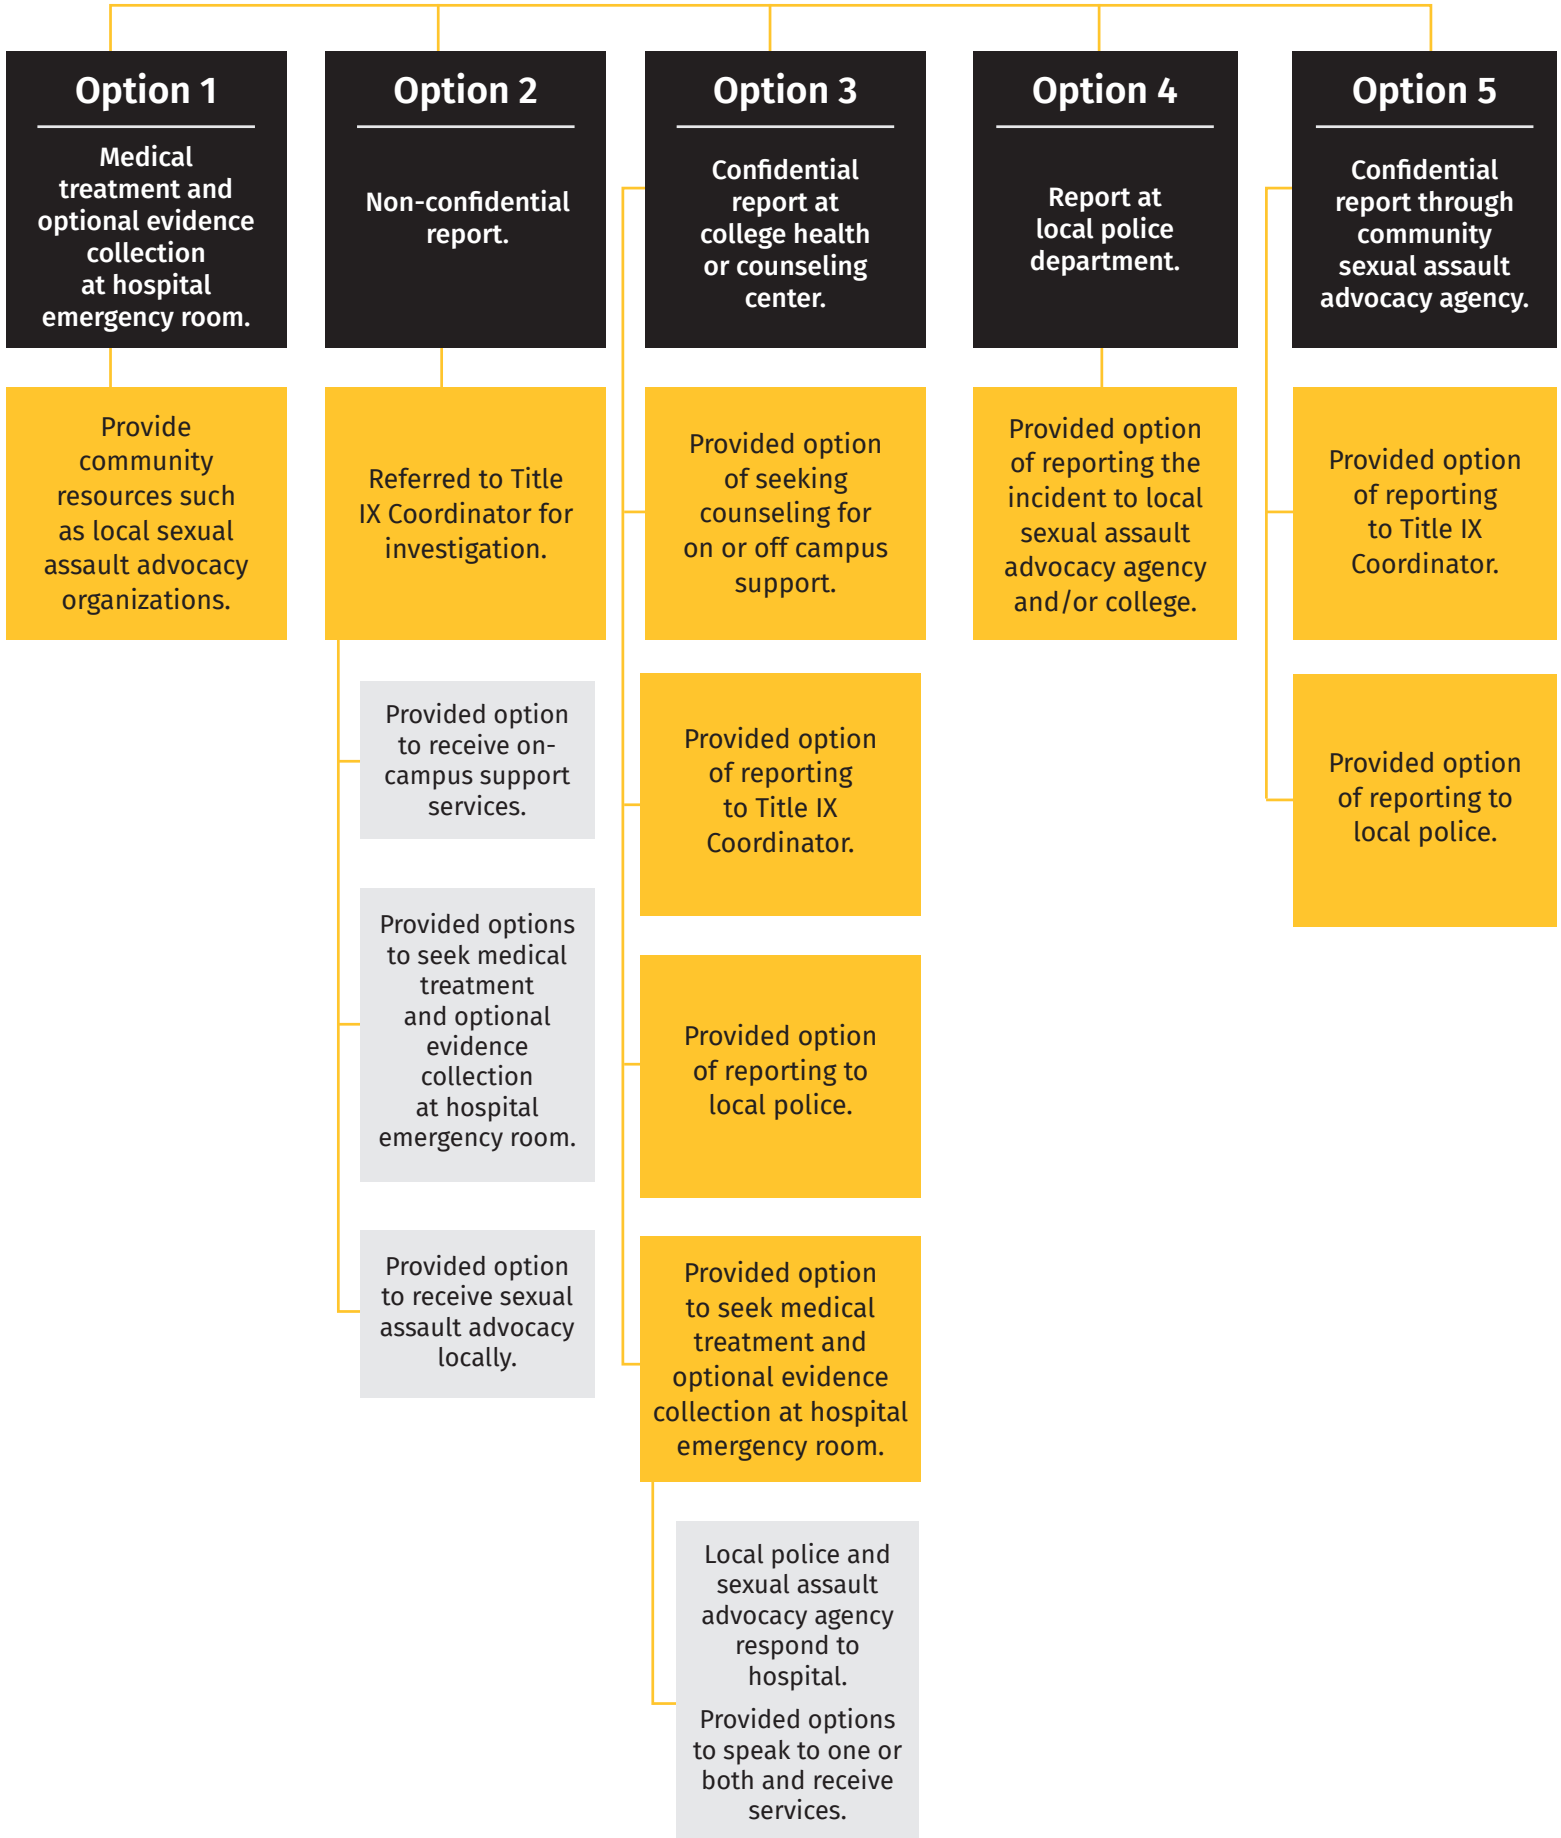 Option 1
Medical
treatment and
optional evidence
collection
at hospital
emergency room.
Provide
community
resources such
as local sexual
assault advocacy
organizations.
Option 2
Non-confidential
report.
Referred to Title
IX Coordinator for
investigation.
Provided option
to receive on-
campus support
services.
Provided options
to seek medical
treatment
and optional
evidence
collection
at hospital
emergency room.
Provided option
to receive sexual
assault advocacy
locally.
Option 3
Confidential
report at
college health
or counseling
center.
Provided option
of seeking
counseling for
on or off campus
support.
Provided option
of reporting
to Title IX
Coordinator.
Provided option
of reporting to
local police.
Provided option
to seek medical
treatment and
optional evidence
collection at hospital
emergency room.
Local police and
sexual assault
advocacy agency
respond to
hospital.
Provided options
to speak to one or
both and receive
services.
Option 4
Report at
local police
department.
Provided option
of reporting the
incident to local
sexual assault
advocacy agency
and/or college.
Option 5
Confidential
report through
community
sexual assault
advocacy agency.
Provided option
of reporting
to Title IX
Coordinator.
Provided option
of reporting to
local police.